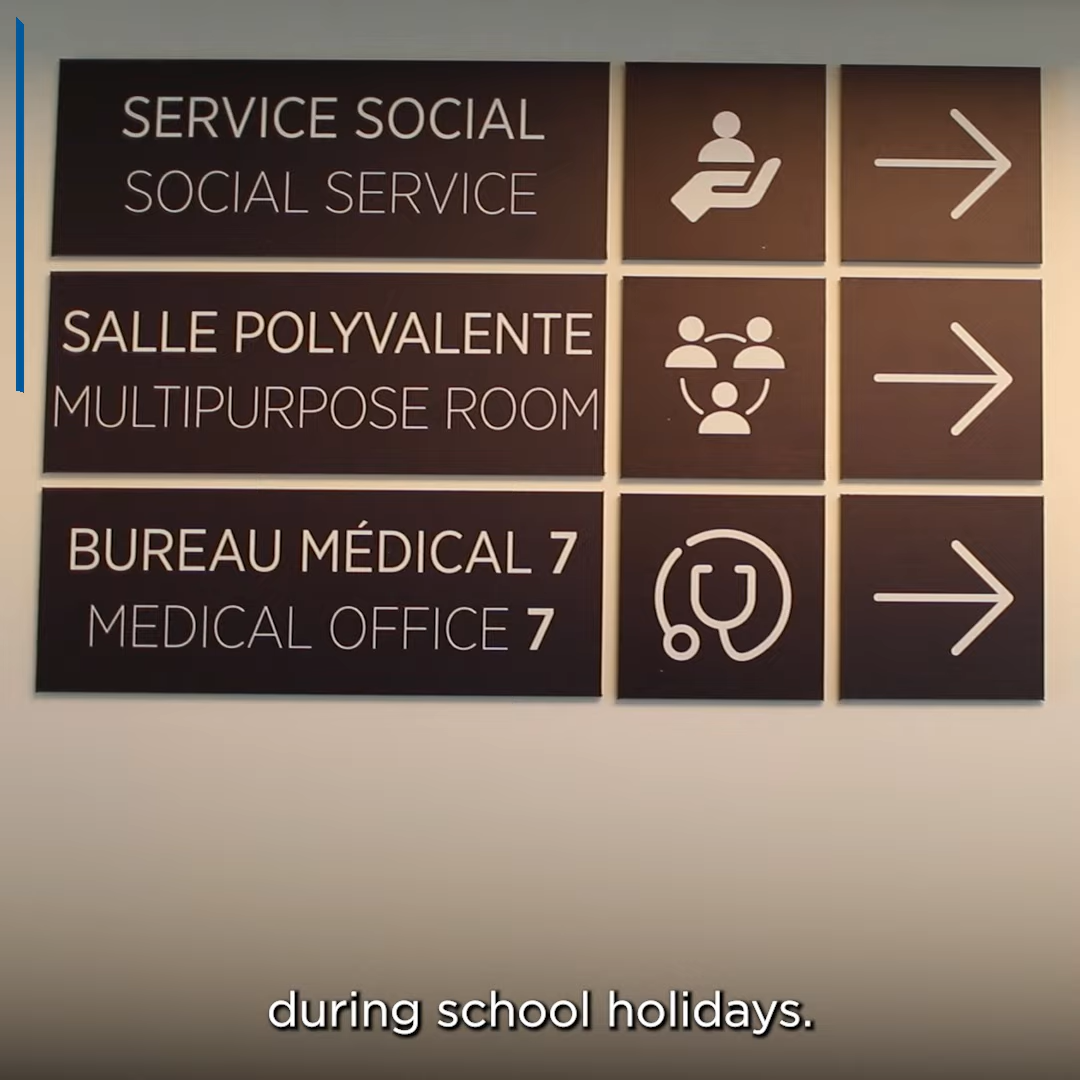 SERVICE SOCIAL
SOCIAL SERVICE
SALLE POLYVALENTE
MULTIPURPOSE ROOM
BUREAU MÉDICAL 7
MEDICAL OFFICE 7
during school holidays.